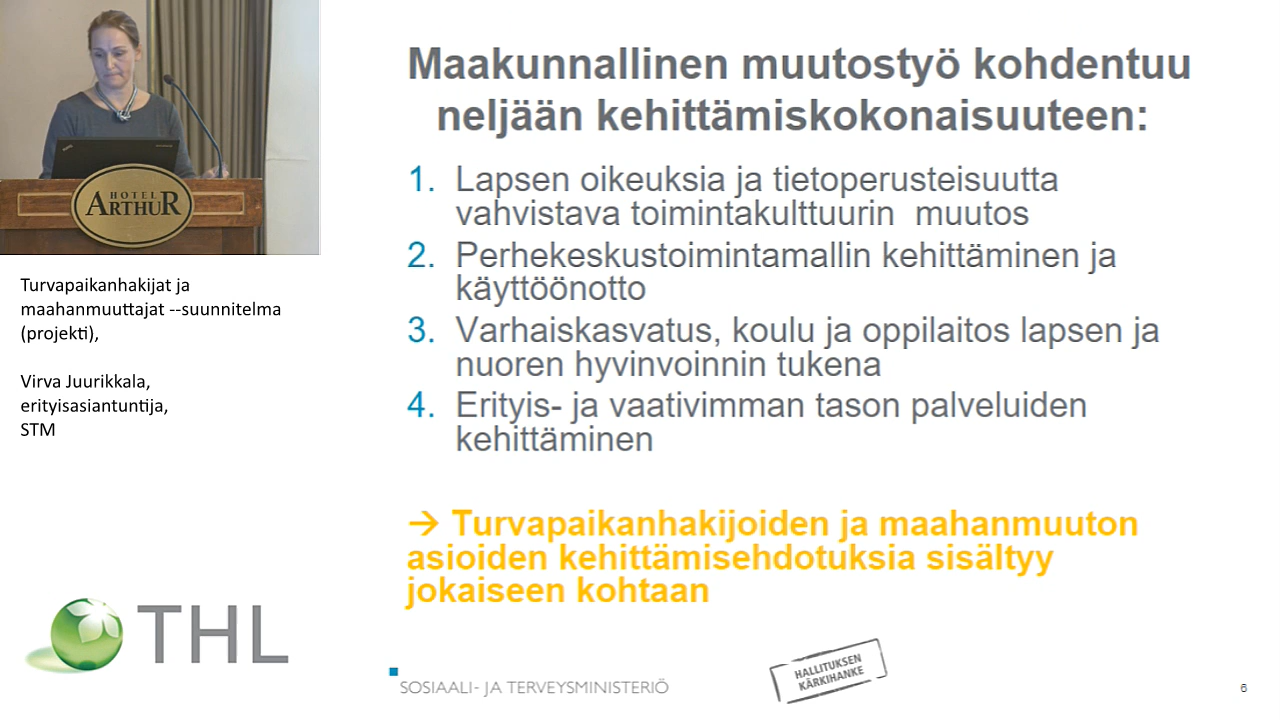 HOTEL
ARTHUR
Turvapaikanhakijat ja
maahanmuuttajat --suunnitelma
(projekti),
Virva Juurikkala,
erityisasiantuntija,
STM
THL
Maakunnallinen muutostyö kohdentuu
neljään kehittämiskokonaisuuteen:
1. Lapsen oikeuksia ja tietoperusteisuutta
vahvistava toimintakulttuurin muutos
2. Perhekeskustoimintamallin kehittäminen ja
käyttöönotto
3. Varhaiskasvatus, koulu ja oppilaitos lapsen ja
nuoren hyvinvoinnin tukena
4. Erityis- ja vaativimman tason palveluiden
kehittäminen
→ Turvapaikanhakijoiden ja maahanmuuton
asioiden kehittämisehdotuksia sisältyy
jokaiseen kohtaan
HALLITUKSEN
KÄRKIHANKE
SOSIAALI- JA TERVEYSMINISTERIÖ
6